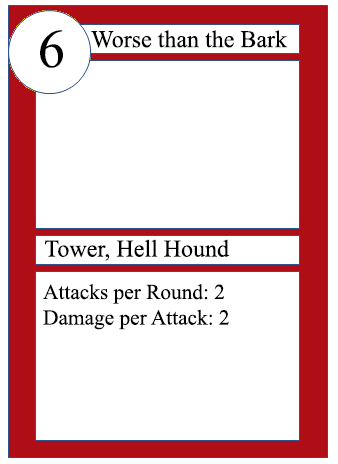 6
Worse than the Bark
Tower, Hell Hound
Attacks per Round: 2
Damage per Attack: 2